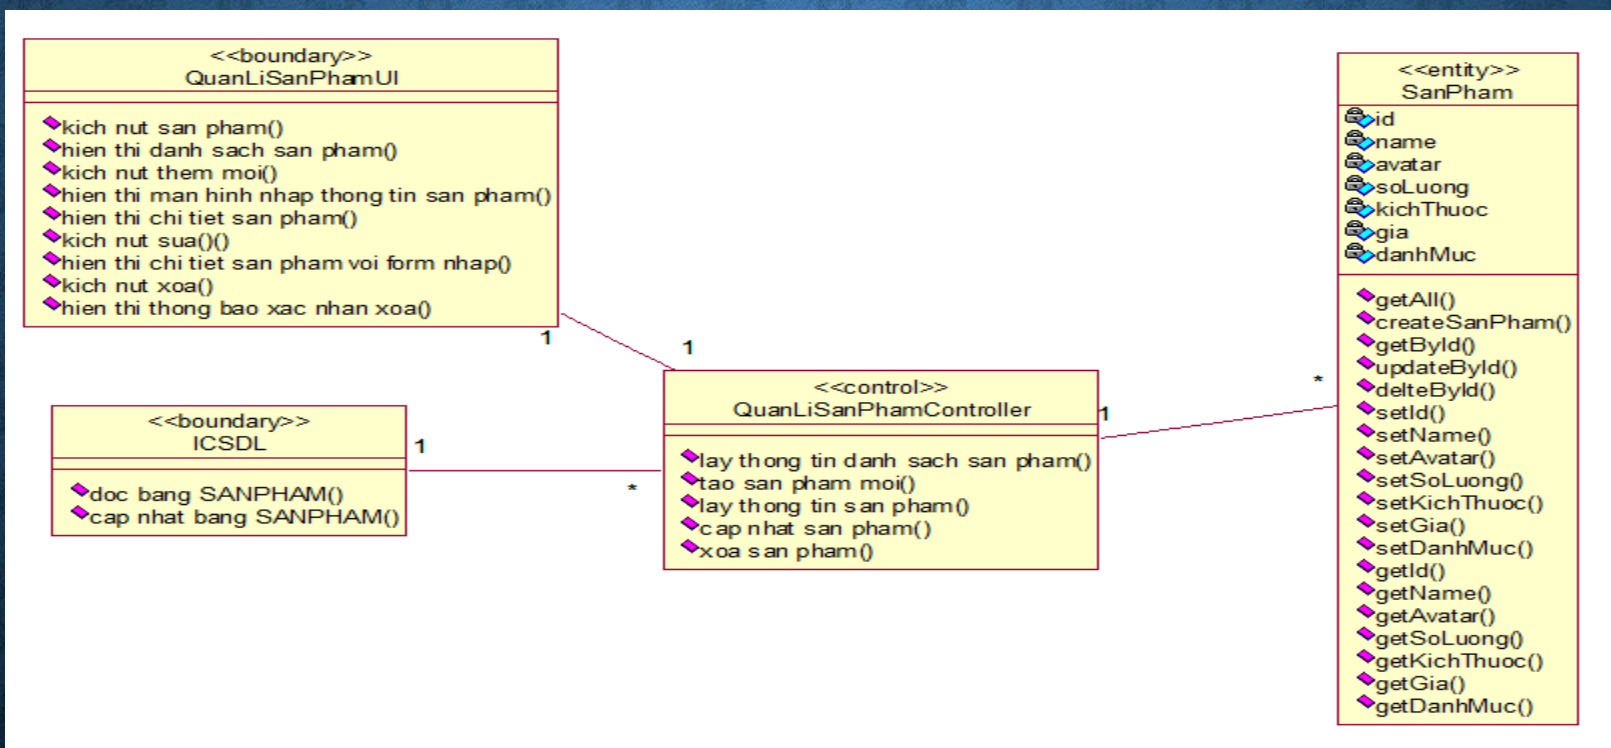 <<boundary>>
QuanLiSanPhamUI
kich nut san pham()
hien thi danh sach san pham()
kich nut them moi()
hien thi man hinh nhap thong tin san pham()
hien thi chi tiet san pham()
kich nut sua()()
hien thi chi tiet san pham voi form nhap()
kich nut xoa()
hien thi thong bao xac nhan xoa()
1
1
<<boundary>>
ICSDL
doc bang SANPHAM()
cap nhat bang SANPHAM()
1
*
<<control>>
QuanLiSanPhamController
lay thong tin danh sach san pham()
tao san pham moi()
lay thong tin san pham()
cap nhat san pham()
xoa san pham()
1
*
<<entity>>
SanPham
id
name
avatar
soLuong
kichThuoc
gia
danhMuc
getAll()
createSanPham()
getById()
updateById()
delteById()
setId()
setName()
setAvatar()
setSoLuong()
setKichThuoc()
setGia()
setDanhMuc()
getId()
getName()
getAvatar()
getSoLuong()
getKichThuoc()
getGia()
getDanhMuc()